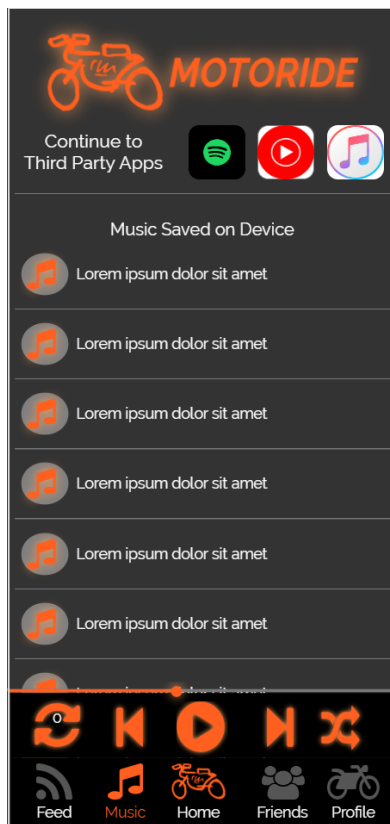 MOTORIDE
Continue to
Third Party Apps
Music Saved on Device
Lorem ipsum dolor sit amet
Lorem ipsum dolor sit amet
Lorem ipsum dolor sit amet
Lorem ipsum dolor sit amet
Lorem ipsum dolor sit amet
Lorem ipsum dolor sit amet
0
Feed
Music
Home
Friends
Profile